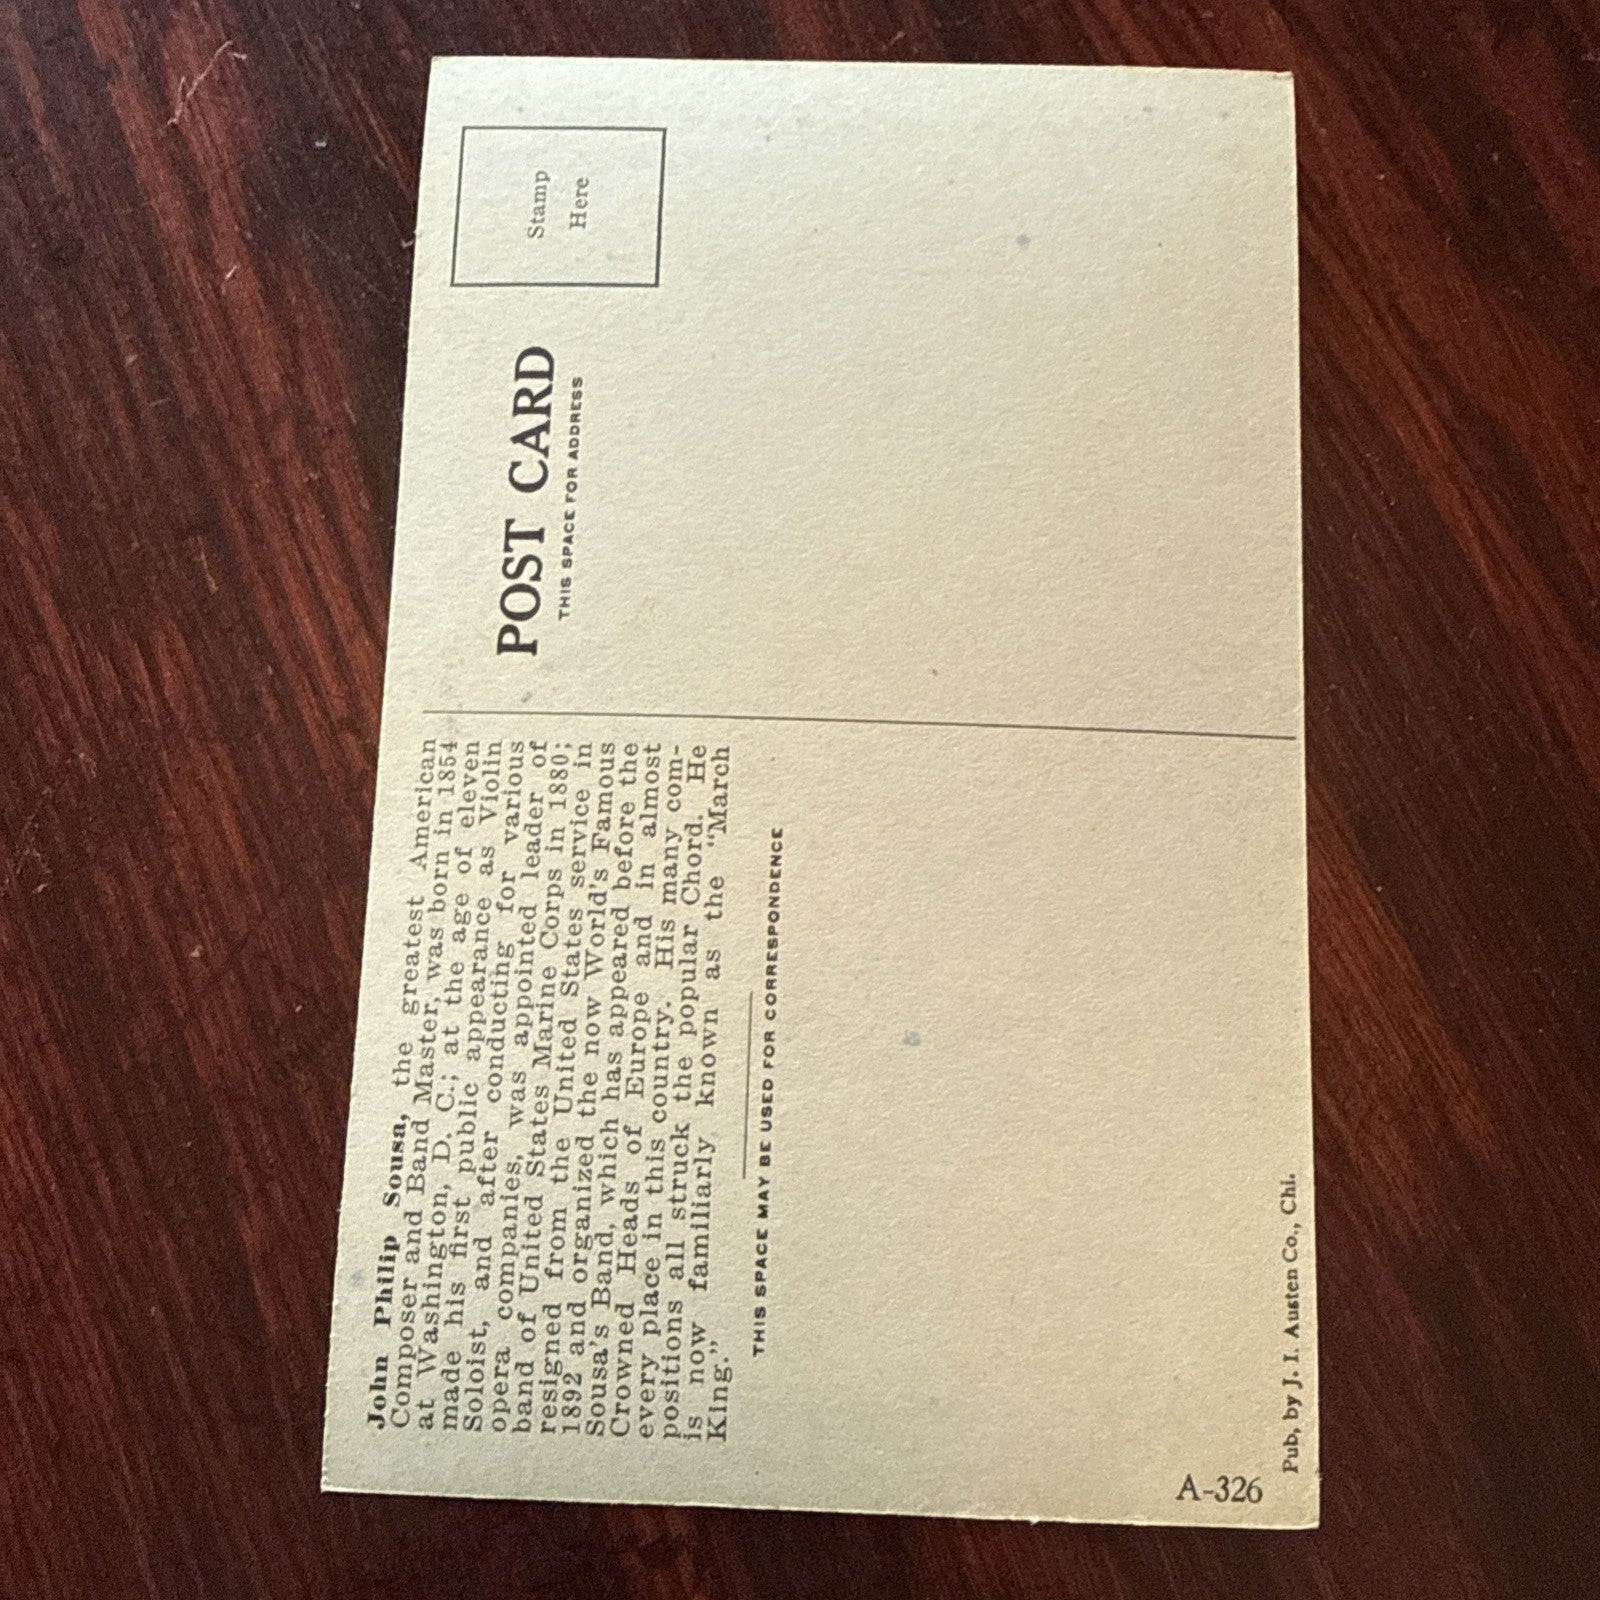 John Philip Sousa, the greatest American
Composer and Band Master, was born in 1854
at Washington, D. C.; at the age of eleven
made his first public appearance as Violin
Soloist, and after conducting for various
opera companies, was appointed leader of
band of United States Marine Corps in 1880;
resigned from the United States service in
1892 and organized the now World's Famous
Sousa's Band, which has appeared before the
Crowned Heads of Europe and in almost
every place in this country. His many com-
positions all struck the popular Chord. He
is now familiarly known as the "March
King."
THIS SPACE MAY BE USED FOR CORRESPONDENCE
A-326
Pub, by J. I. Austen Co., Chi.
POST CARD
THIS SPACE FOR ADDRESS
Stamp
Here